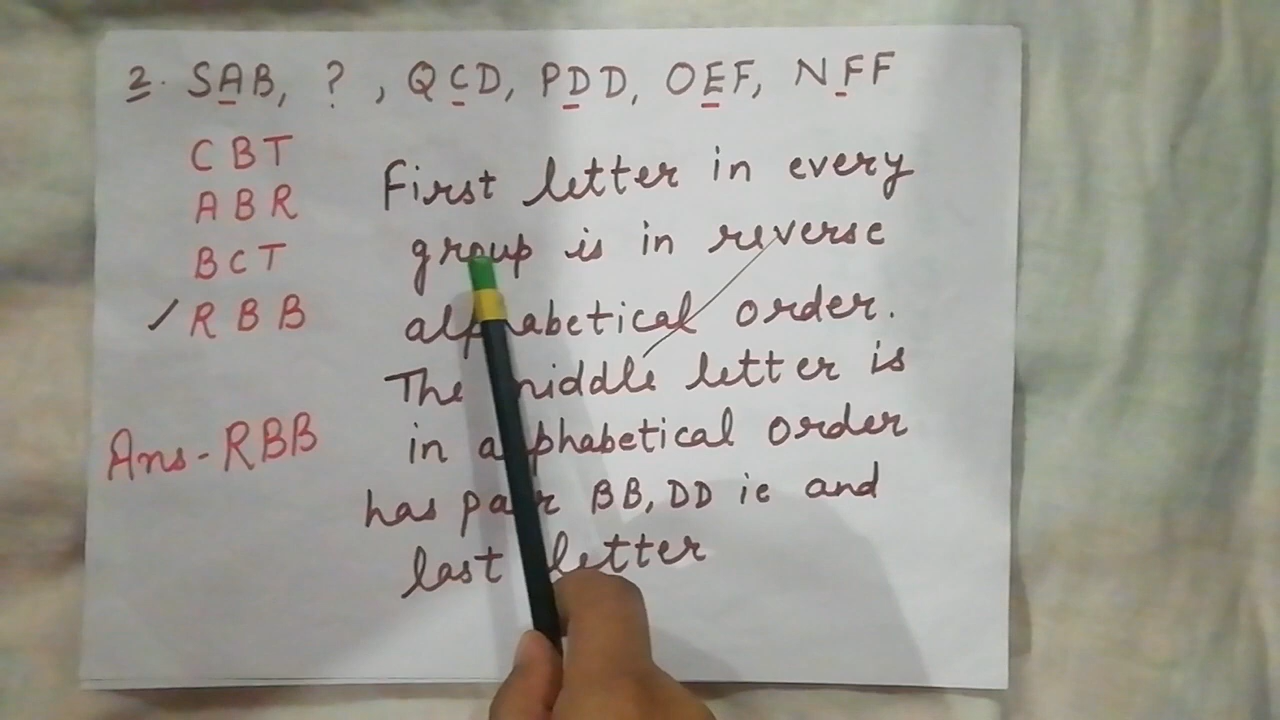 2. SAB, ? , QCD, PDD, OEF, NFF
CBT
ABR
BCT
✓ RBB
Ans - RBB
First letter in every
group is in reverse
alphabetical order.
The middle letter is
in alphabetical order
has pair BB, DD ie and
last letter